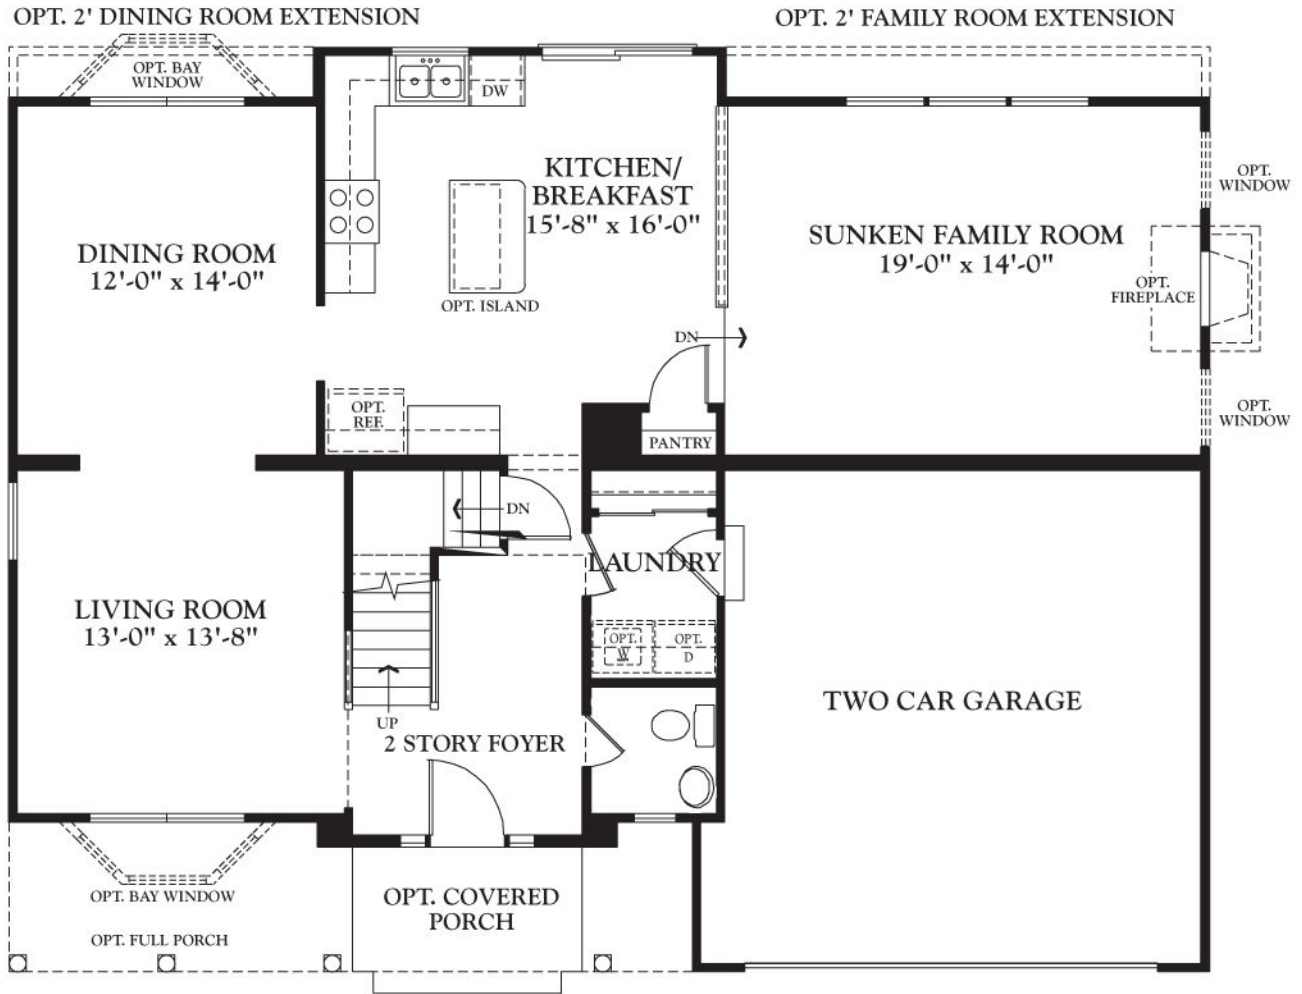 OPT. 2' DINING ROOM EXTENSION
OPT. 2' FAMILY ROOM EXTENSION
OPT. BAY
WINDOW
DW
KITCHEN/
BREAKFAST
15'-8" x 16'-0"
OPT.
WINDOW
DINING ROOM
12'-0" x 14'-0"
SUNKEN FAMILY ROOM
19'-0" x 14'-0"
OPT.
FIREPLACE
OPT. ISLAND
DN
OPT.
REF.
PANTRY
OPT.
WINDOW
DN
LAUNDRY
LIVING ROOM
13'-0" x 13'-8"
OPT.
W
OPT.
D
UP
2 STORY FOYER
TWO CAR GARAGE
OPT. BAY WINDOW
OPT. COVERED
PORCH
OPT. FULL PORCH